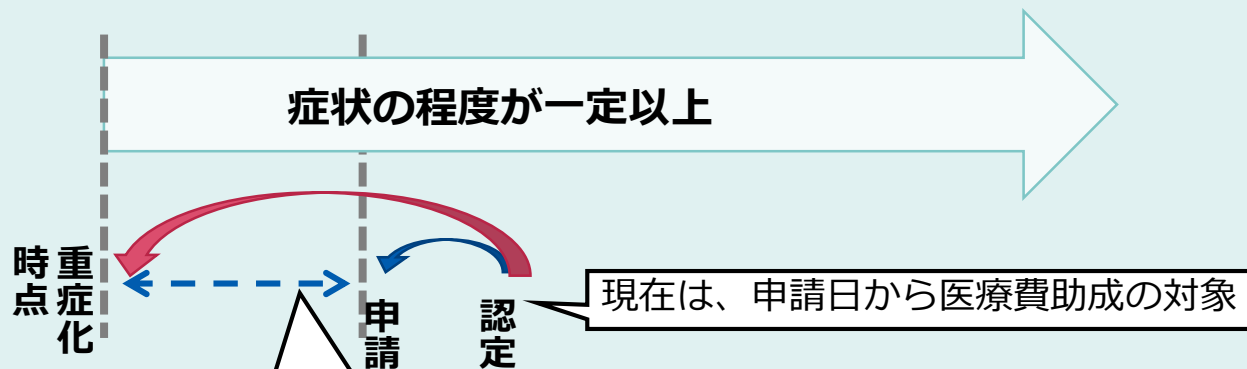 症状の程度が一定以上
重症化
時点
申請
認定
現在は、申請日から医療費助成の対象